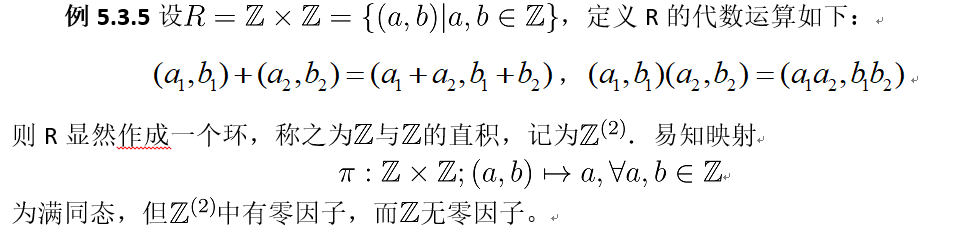 例 5.3.5 设R = ℤ × ℤ = {(a, b)|a, b ∈ ℤ}，定义 R 的代数运算如下：
(a₁,b₁)+(a₂,b₂)=(a₁+a₂,b₁+b₂)，(a₁,b₁)(a₂,b₂)=(a₁a₂,b₁b₂)
则 R 显然作成一个环，称之为ℤ与ℤ的直积，记为ℤ⁽²⁾．易知映射
π : ℤ × ℤ; (a, b) ↦ a, ∀a, b ∈ ℤ
为满同态，但ℤ⁽²⁾中有零因子，而ℤ无零因子。